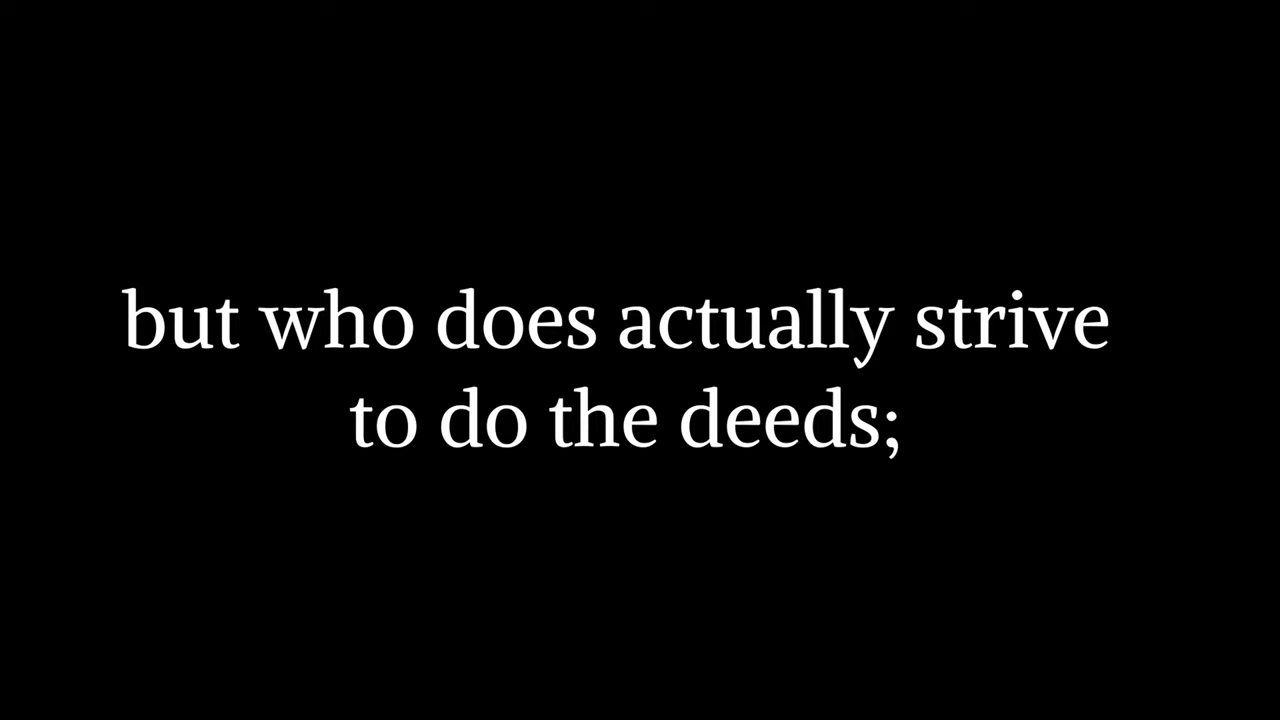 but who does actually strive
to do the deeds;